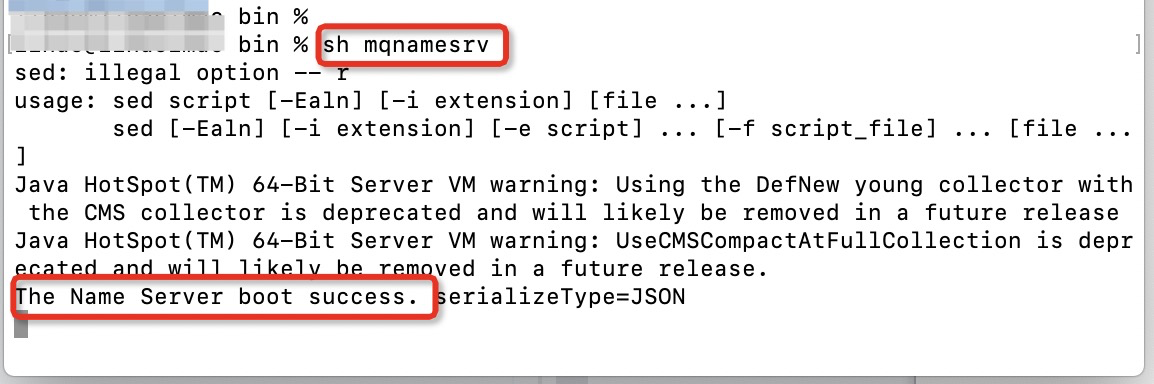 bin %
bin % sh mqnamesrv
sed: illegal option -- r
usage: sed script [-Ealn] [-i extension] [file ...]
sed [-Ealn] [-i extension] [-e script] ... [-f script_file] ... [file ...
]
Java HotSpot(TM) 64-Bit Server VM warning: Using the DefNew young collector with
the CMS collector is deprecated and will likely be removed in a future release
Java HotSpot(TM) 64-Bit Server VM warning: UseCMSCompactAtFullCollection is depr
ecated and will likely be removed in a future release.
The Name Server boot success. serializeType=JSON